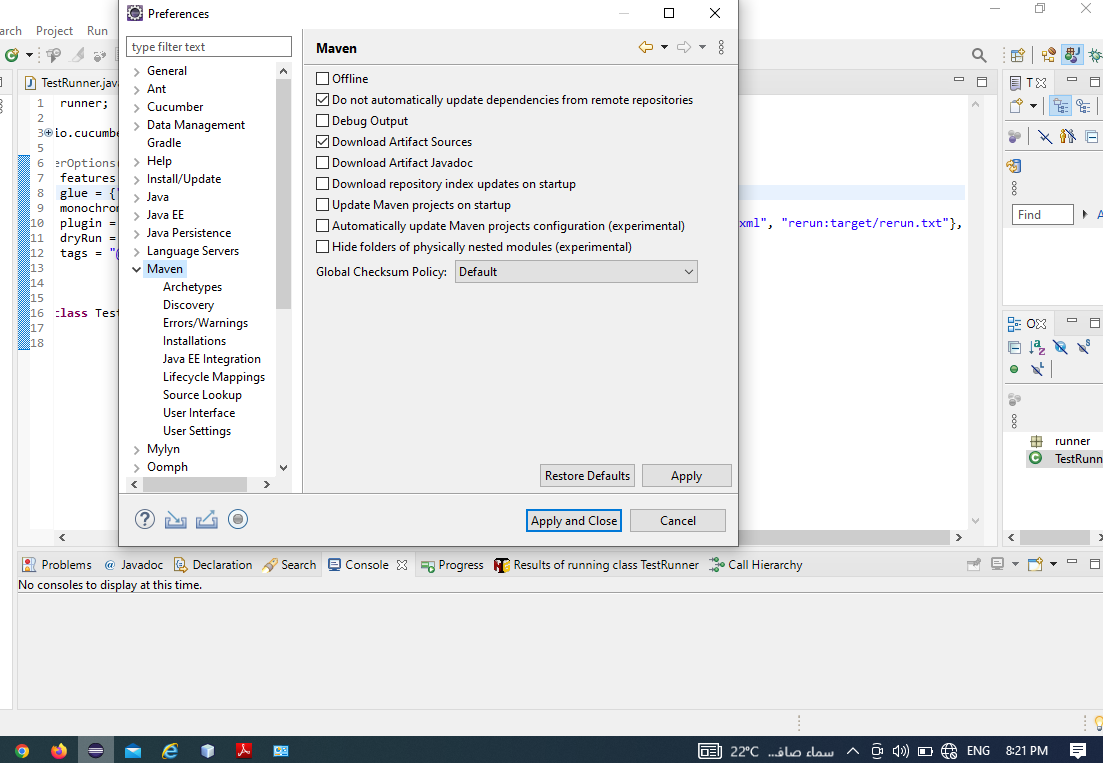 Preferences
arch Project Run
type filter text
Maven
General
Ant
Cucumber
Data Management
Gradle
Help
Install/Update
Java
Java EE
Java Persistence
Language Servers
Maven
Archetypes
Discovery
Errors/Warnings
Installations
Java EE Integration
Lifecycle Mappings
Source Lookup
User Interface
User Settings
Mylyn
Oomph
Offline
Do not automatically update dependencies from remote repositories
Debug Output
Download Artifact Sources
Download Artifact Javadoc
Download repository index updates on startup
Update Maven projects on startup
Automatically update Maven projects configuration (experimental)
Hide folders of physically nested modules (experimental)
Global Checksum Policy: Default
Restore Defaults Apply
Apply and Close Cancel
TestRunner.java
1 runner;
2
3 io.cucumbe
5
6 erOptions(
7 features
8 glue = {"
9 monochrom
10 plugin = xml", "rerun:target/rerun.txt"},
11 dryRun =
12 tags = "@
13
14
15
16 class Test
17
18
T
Find
A
O
runner
TestRunn
Problems @ Javadoc Declaration Search Console Progress Results of running class TestRunner Call Hierarchy
No consoles to display at this time.
22°C سماء صافـ... ENG 8:21 PM